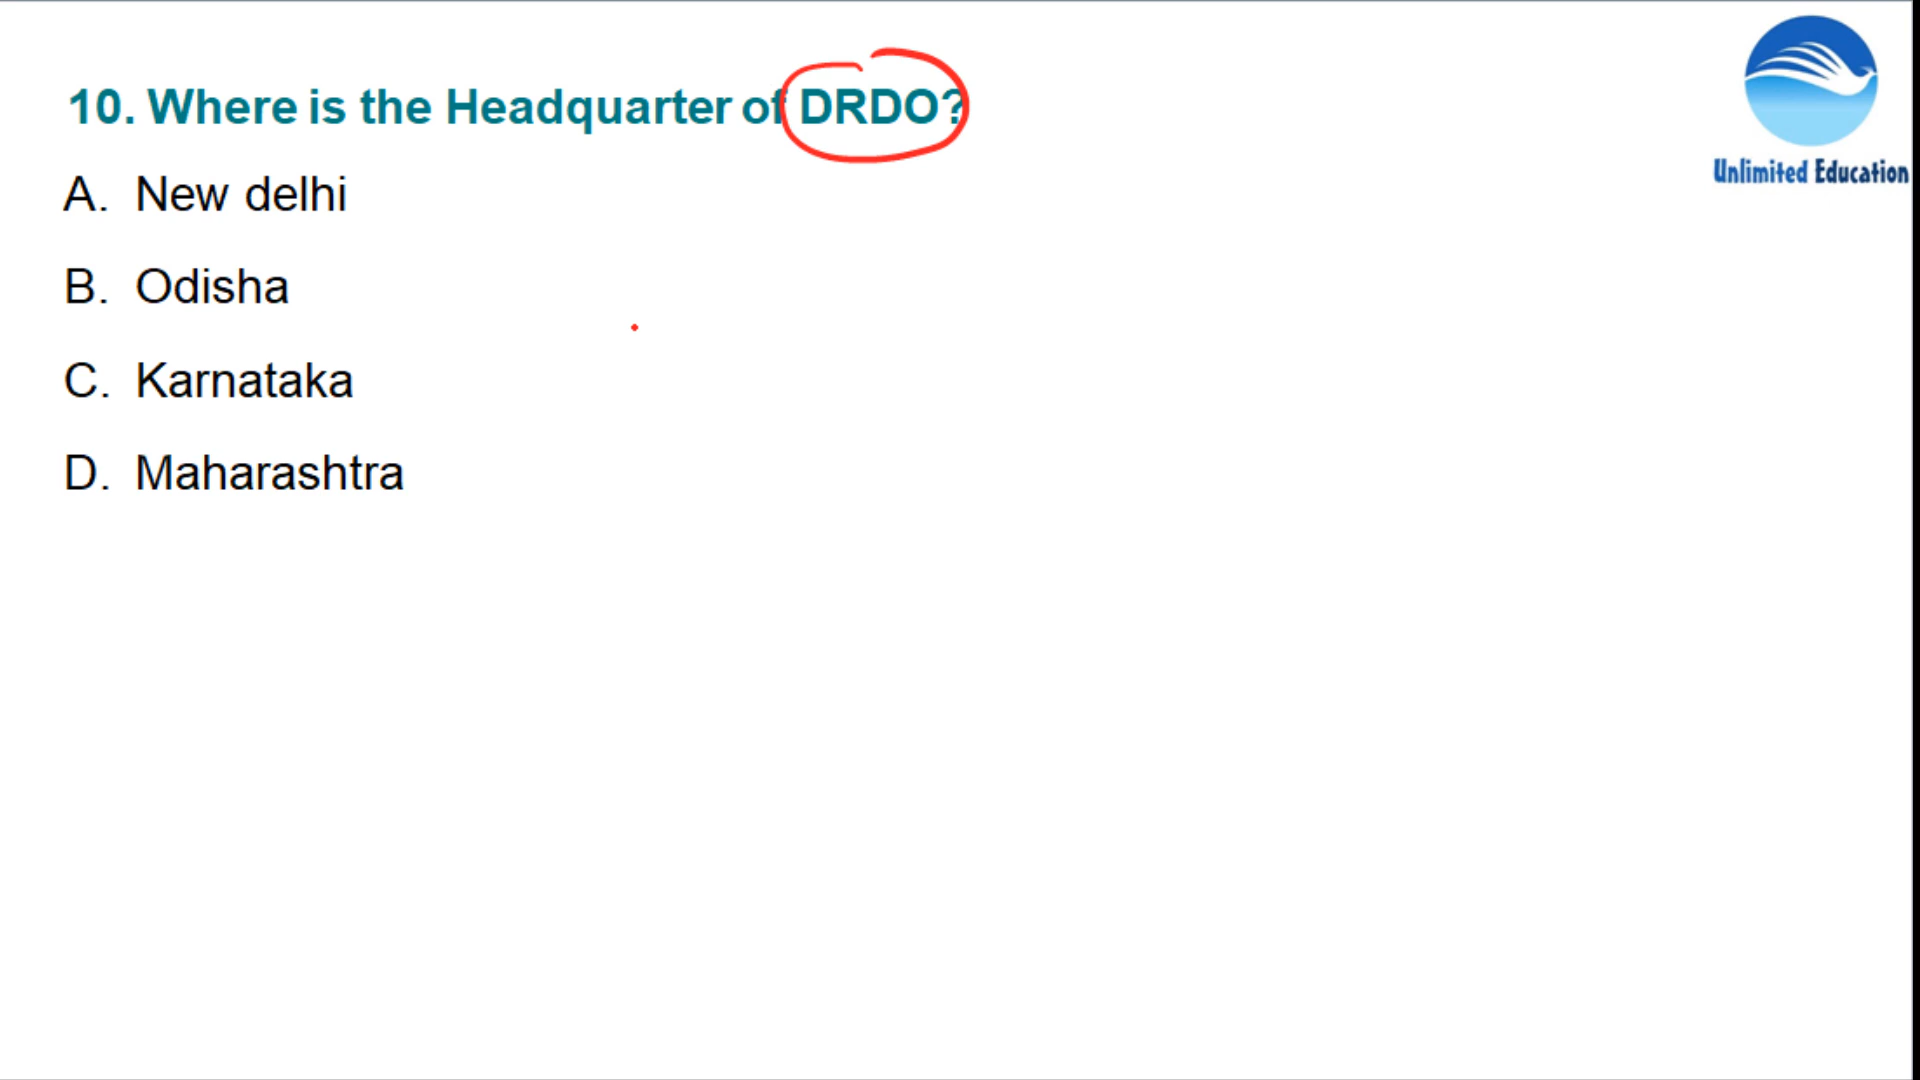 10. Where is the Headquarter of DRDO?
A. New delhi
B. Odisha
C. Karnataka
D. Maharashtra
Unlimited Education